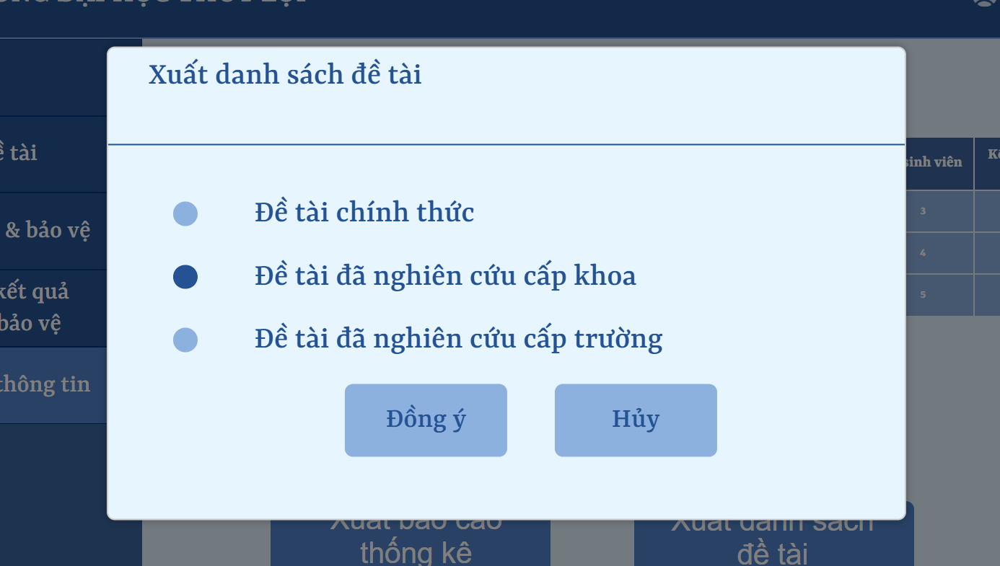 Xuất danh sách đề tài
tài
sinh viên
Đề tài chính thức
3
& bảo vệ
4
Đề tài đã nghiên cứu cấp khoa
kết quả
5
bảo vệ
Đề tài đã nghiên cứu cấp trường
thông tin
Đồng ý
Hủy
Xuất báo cáo
thống kê
Xuất danh sách
đề tài